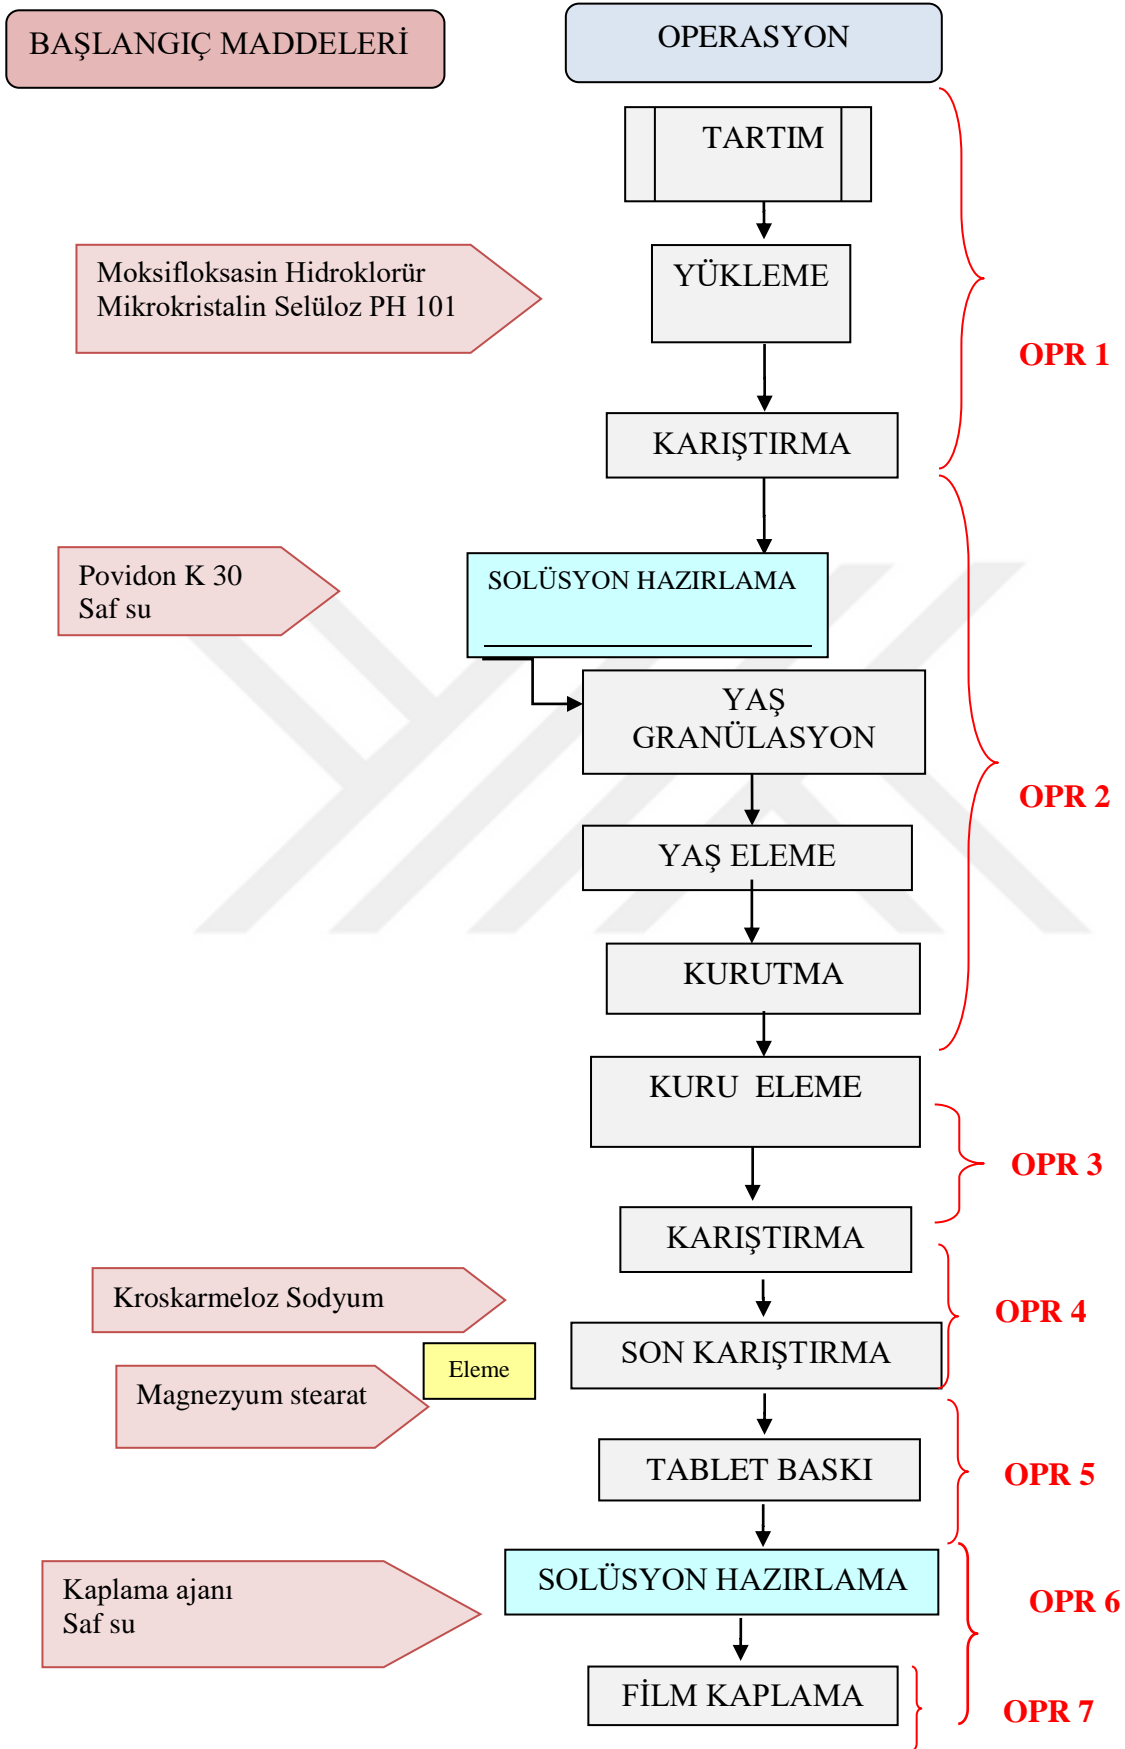 BAŞLANGIÇ MADDELERİ
OPERASYON
TARTIM
Moksifloksasin Hidroklorür
Mikrokristalin Selüloz PH 101
YÜKLEME
OPR 1
KARIŞTIRMA
Povidon K 30
Saf su
SOLÜSYON HAZIRLAMA
YAŞ
GRANÜLASYON
OPR 2
YAŞ ELEME
KURUTMA
KURU ELEME
OPR 3
KARIŞTIRMA
Kroskarmeloz Sodyum
OPR 4
SON KARIŞTIRMA
Eleme
Magnezyum stearat
TABLET BASKI
OPR 5
Kaplama ajanı
Saf su
SOLÜSYON HAZIRLAMA
OPR 6
FİLM KAPLAMA
OPR 7